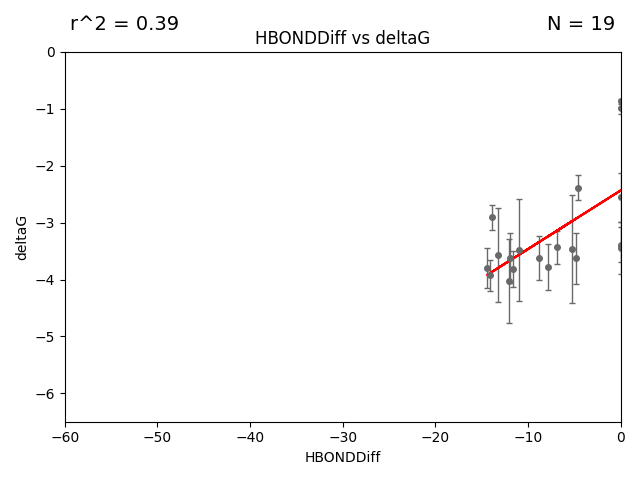 r^2 = 0.39
N = 19
HBONDDiff vs deltaG
0
−1
−2
−3
−4
−5
−6
deltaG
−60
−50
−40
−30
−20
−10
0
HBONDDiff